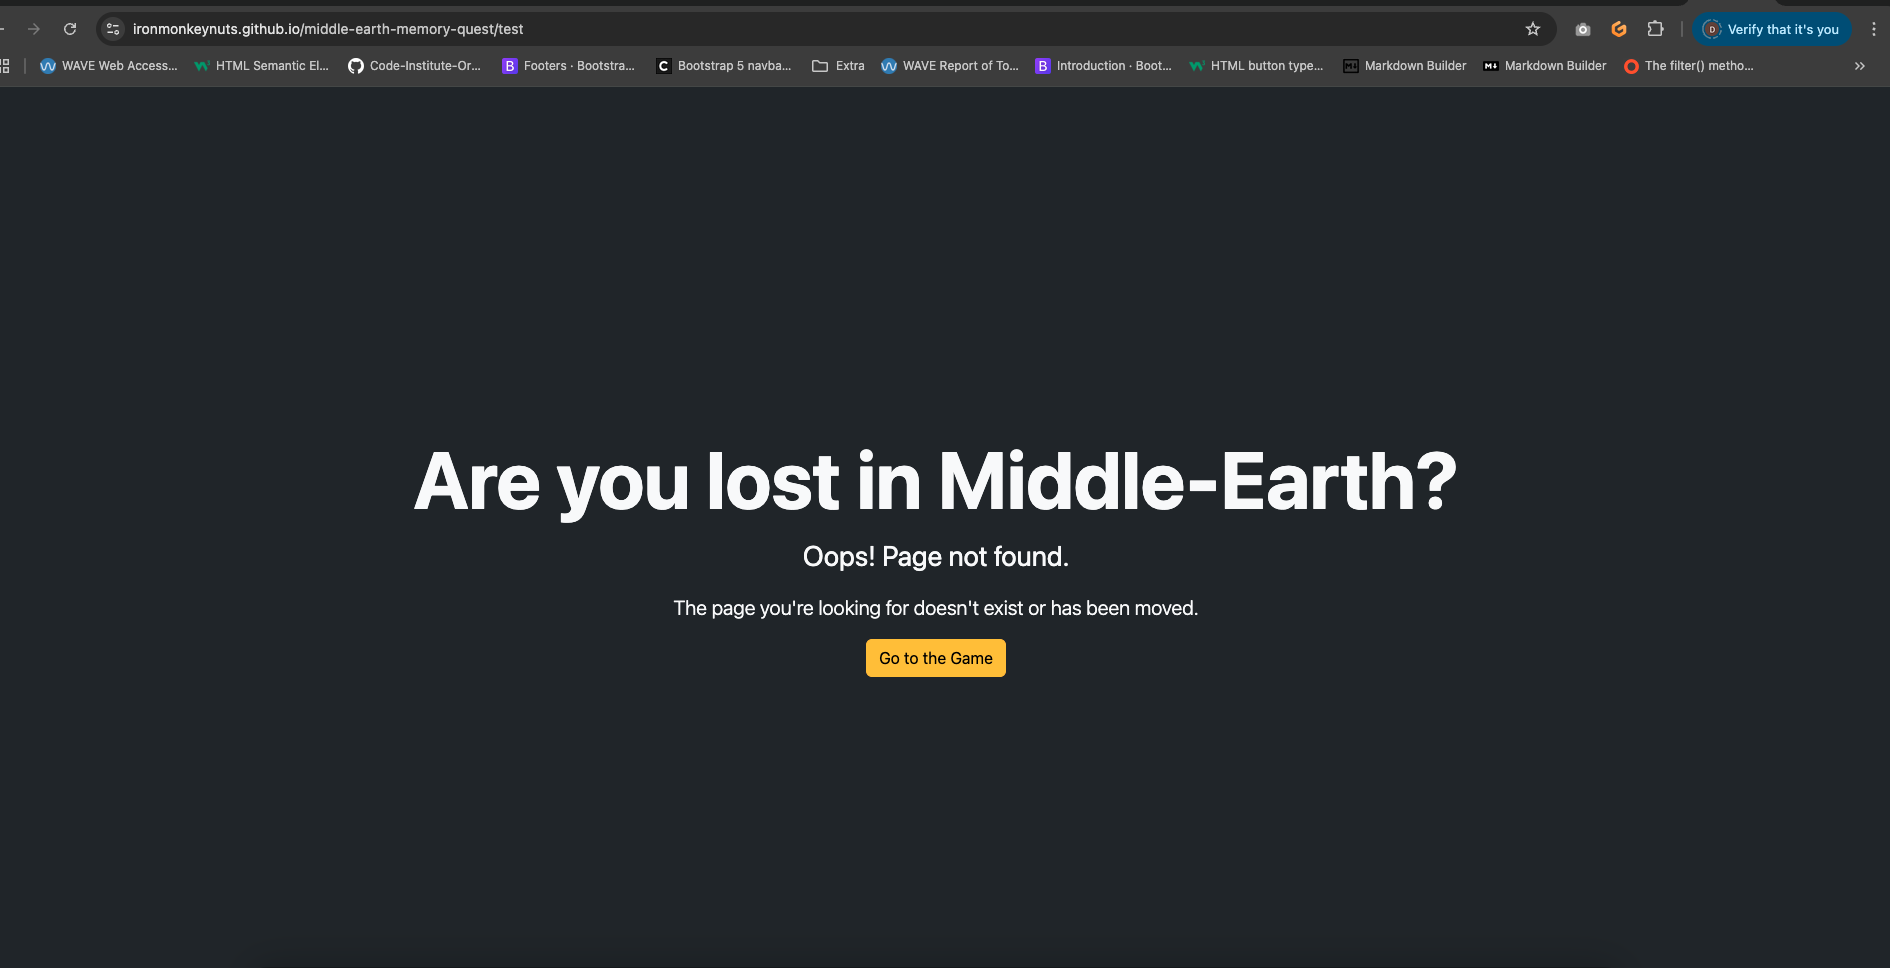 ironmonkeynuts.github.io/middle-earth-memory-quest/test
D
Verify that it's you
WAVE Web Access...
HTML Semantic El...
Code-Institute-Or...
B
Footers · Bootstra...
C
Bootstrap 5 navba...
Extra
WAVE Report of To...
B
Introduction · Boot...
HTML button type...
Markdown Builder
Markdown Builder
The filter() metho...
Are you lost in Middle-Earth?
Oops! Page not found.
The page you're looking for doesn't exist or has been moved.
Go to the Game